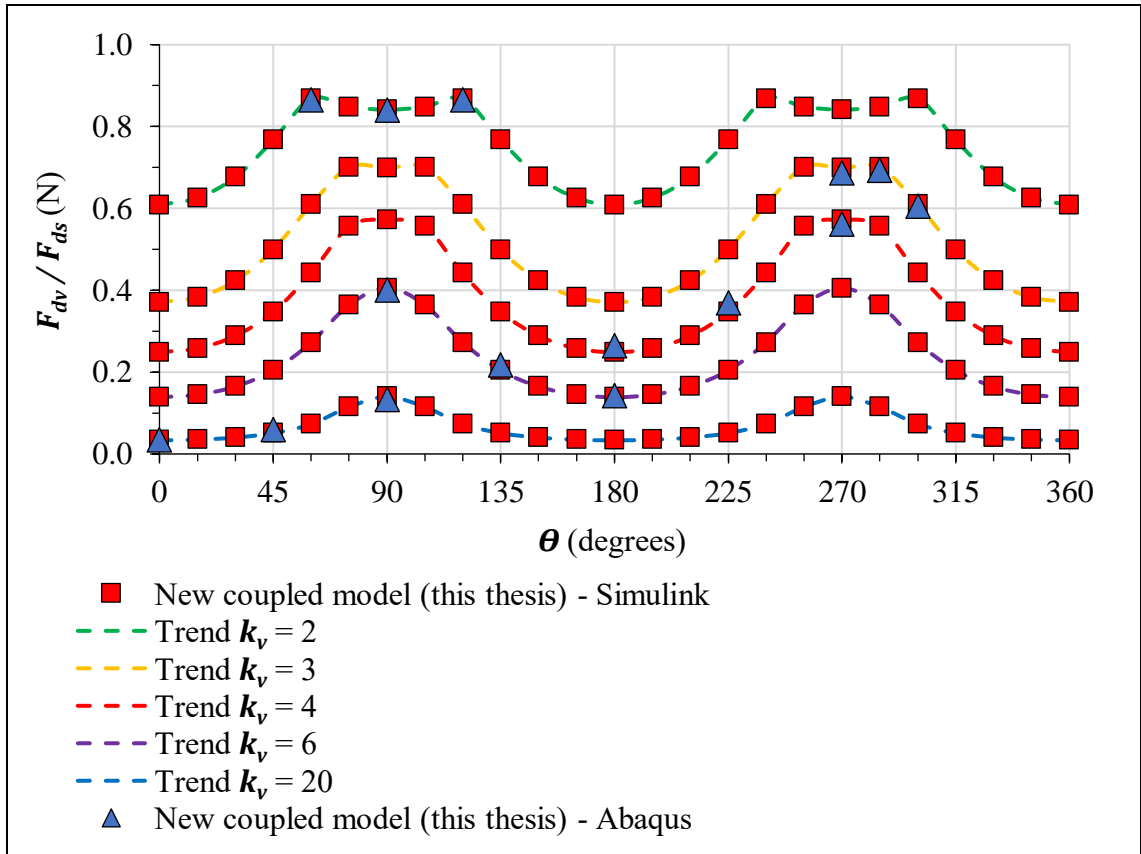 1.0
0.8
0.6
0.4
0.2
0.0
F_dv / F_ds (N)
0 45 90 135 180 225 270 315 360
θ (degrees)
New coupled model (this thesis) - Simulink
Trend k_v = 2
Trend k_v = 3
Trend k_v = 4
Trend k_v = 6
Trend k_v = 20
New coupled model (this thesis) - Abaqus